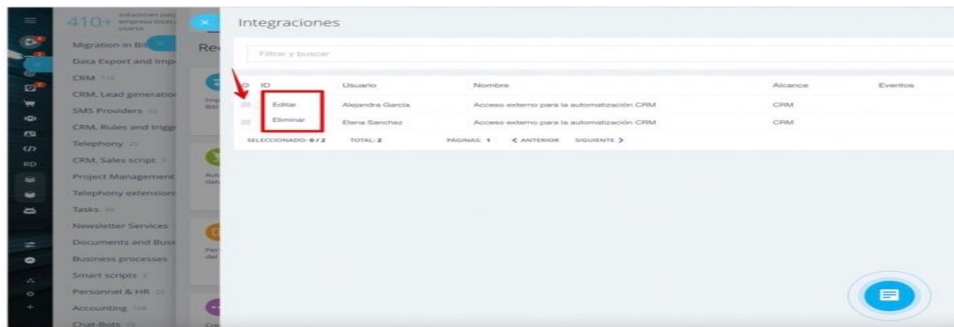 410+
Integraciones
Filtrar y buscar
ID Usuario Nombre Alcance Eventos
Editar
Eliminar
Alejandra García Acceso externo para la automatización CRM CRM
Elena Sanchez Acceso externo para la automatización CRM CRM
SELECCIONADO: 0 / 2 TOTAL: 2 PÁGINAS: 1 ANTERIOR SIGUIENTE
Migration in
Data Export and Imp
CRM
CRM, Lead generation
SMS Providers
CRM, Rules and trigg
Telephony
CRM, Sales script
Project Management
Telephony extension
Tasks
Newsletter Services
Documents and Busi
Business processes
Smart scripts
Personnel & HR
Accounting
Chat-Bots
RD
Re